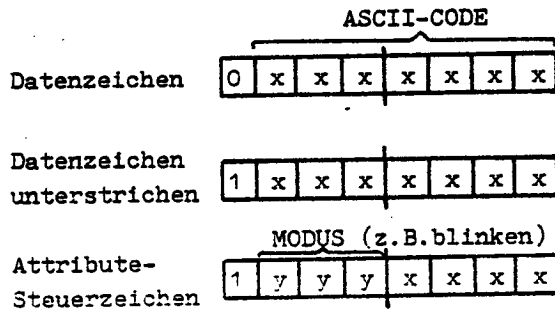 ASCII-CODE
Datenzeichen 0 x x x x x x x
Datenzeichen
unterstrichen 1 x x x x x x x
MODUS (z.B.blinken)
Attribute-
Steuerzeichen 1 y y y x x x x